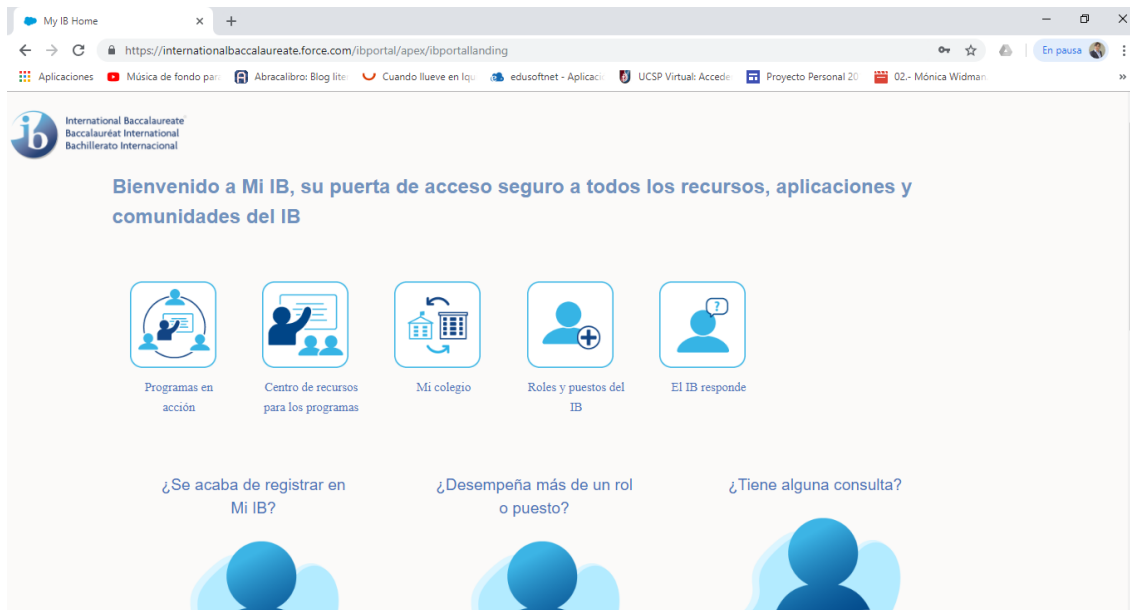 My IB Home
https://internationalbaccalaureate.force.com/ibportal/apex/ibportallanding
En pausa
Aplicaciones Música de fondo par Abracalibro: Blog lite Cuando llueve en Iqu edusoftnet - Aplicaci UCSP Virtual: Accede Proyecto Personal 20 02.- Mónica Widman
ib
International Baccalaureate
Baccalauréat International
Bachillerato Internacional
Bienvenido a Mi IB, su puerta de acceso seguro a todos los recursos, aplicaciones y
comunidades del IB
?
Programas en
acción
Centro de recursos
para los programas
Mi colegio
Roles y puestos del
IB
El IB responde
¿Se acaba de registrar en
Mi IB?
¿Desempeña más de un rol
o puesto?
¿Tiene alguna consulta?